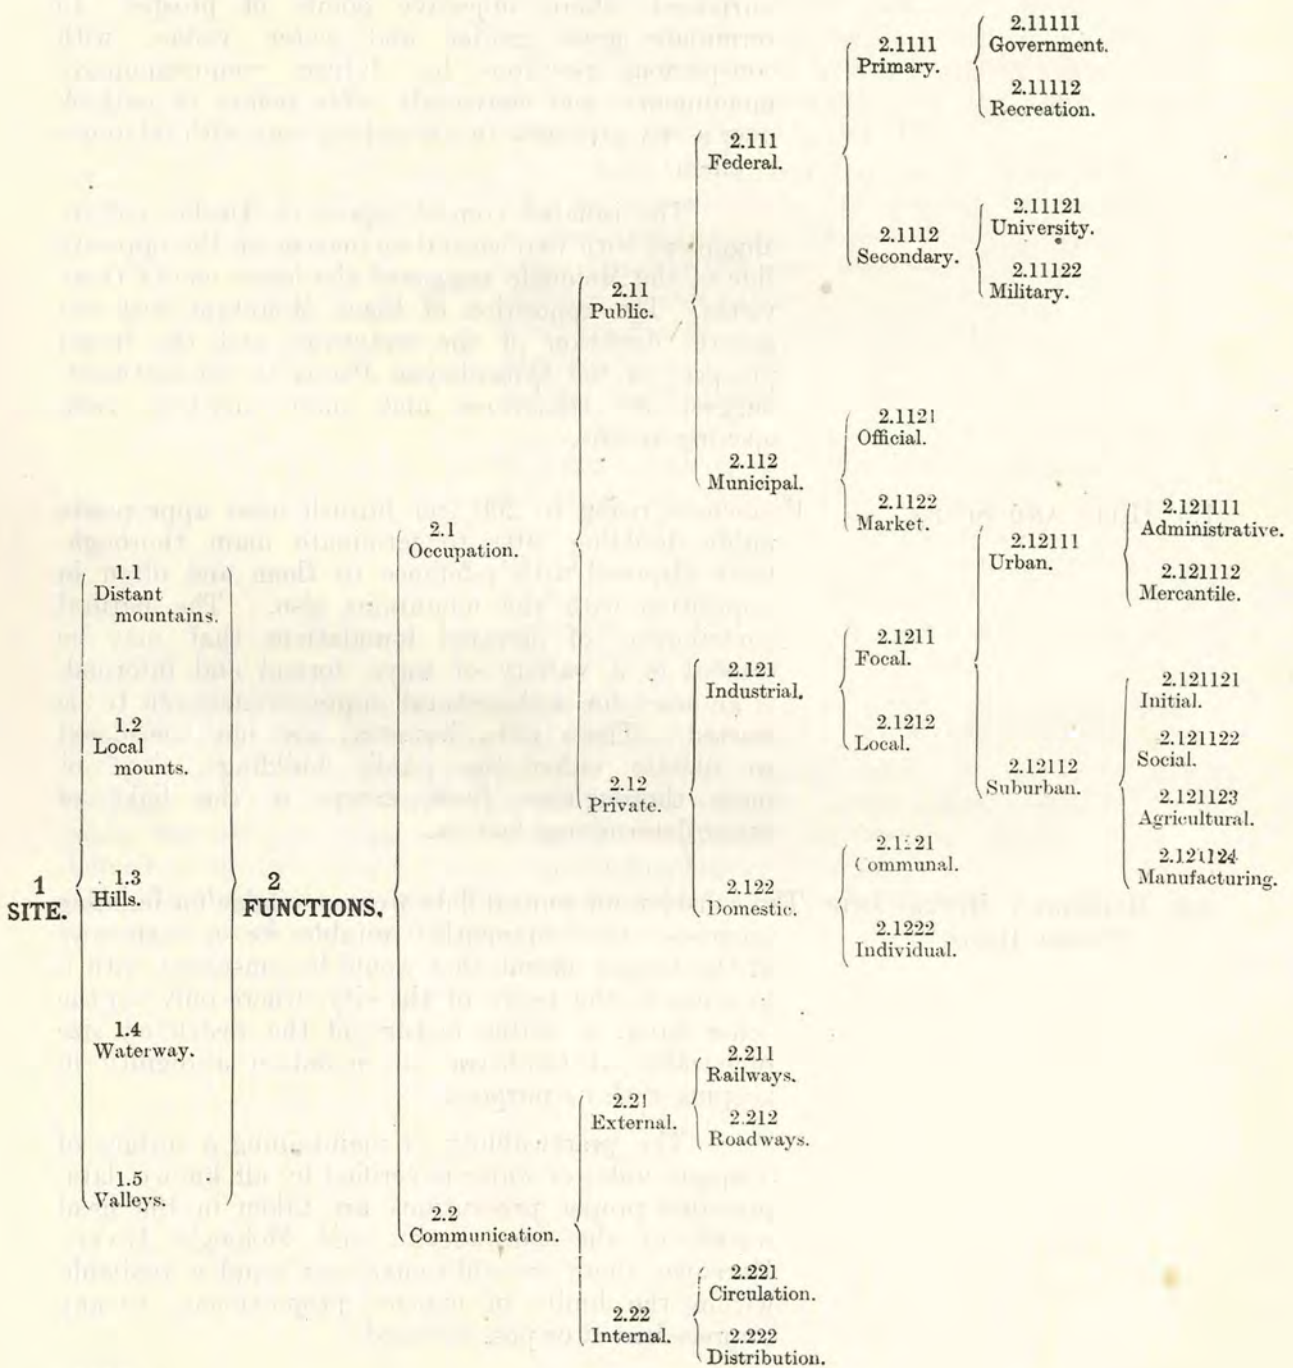 1
SITE.
1.1
Distant
mountains.
1.2
Local
mounts.
1.3
Hills.
1.4
Waterway.
1.5
Valleys.
2
FUNCTIONS.
2.1
Occupation.
2.11
Public.
2.111
Federal.
2.1111
Primary.
2.11111
Government.
2.11112
Recreation.
2.1112
Secondary.
2.11121
University.
2.11122
Military.
2.112
Municipal.
2.1121
Official.
2.1122
Market.
2.12
Private.
2.121
Industrial.
2.1211
Focal.
2.12111
Urban.
2.121111
Administrative.
2.121112
Mercantile.
2.12112
Suburban.
2.121121
Initial.
2.121122
Social.
2.121123
Agricultural.
2.121124
Manufacturing.
2.1212
Local.
2.122
Domestic.
2.1221
Communal.
2.1222
Individual.
2.2
Communication.
2.21
External.
2.211
Railways.
2.212
Roadways.
2.22
Internal.
2.221
Circulation.
2.222
Distribution.